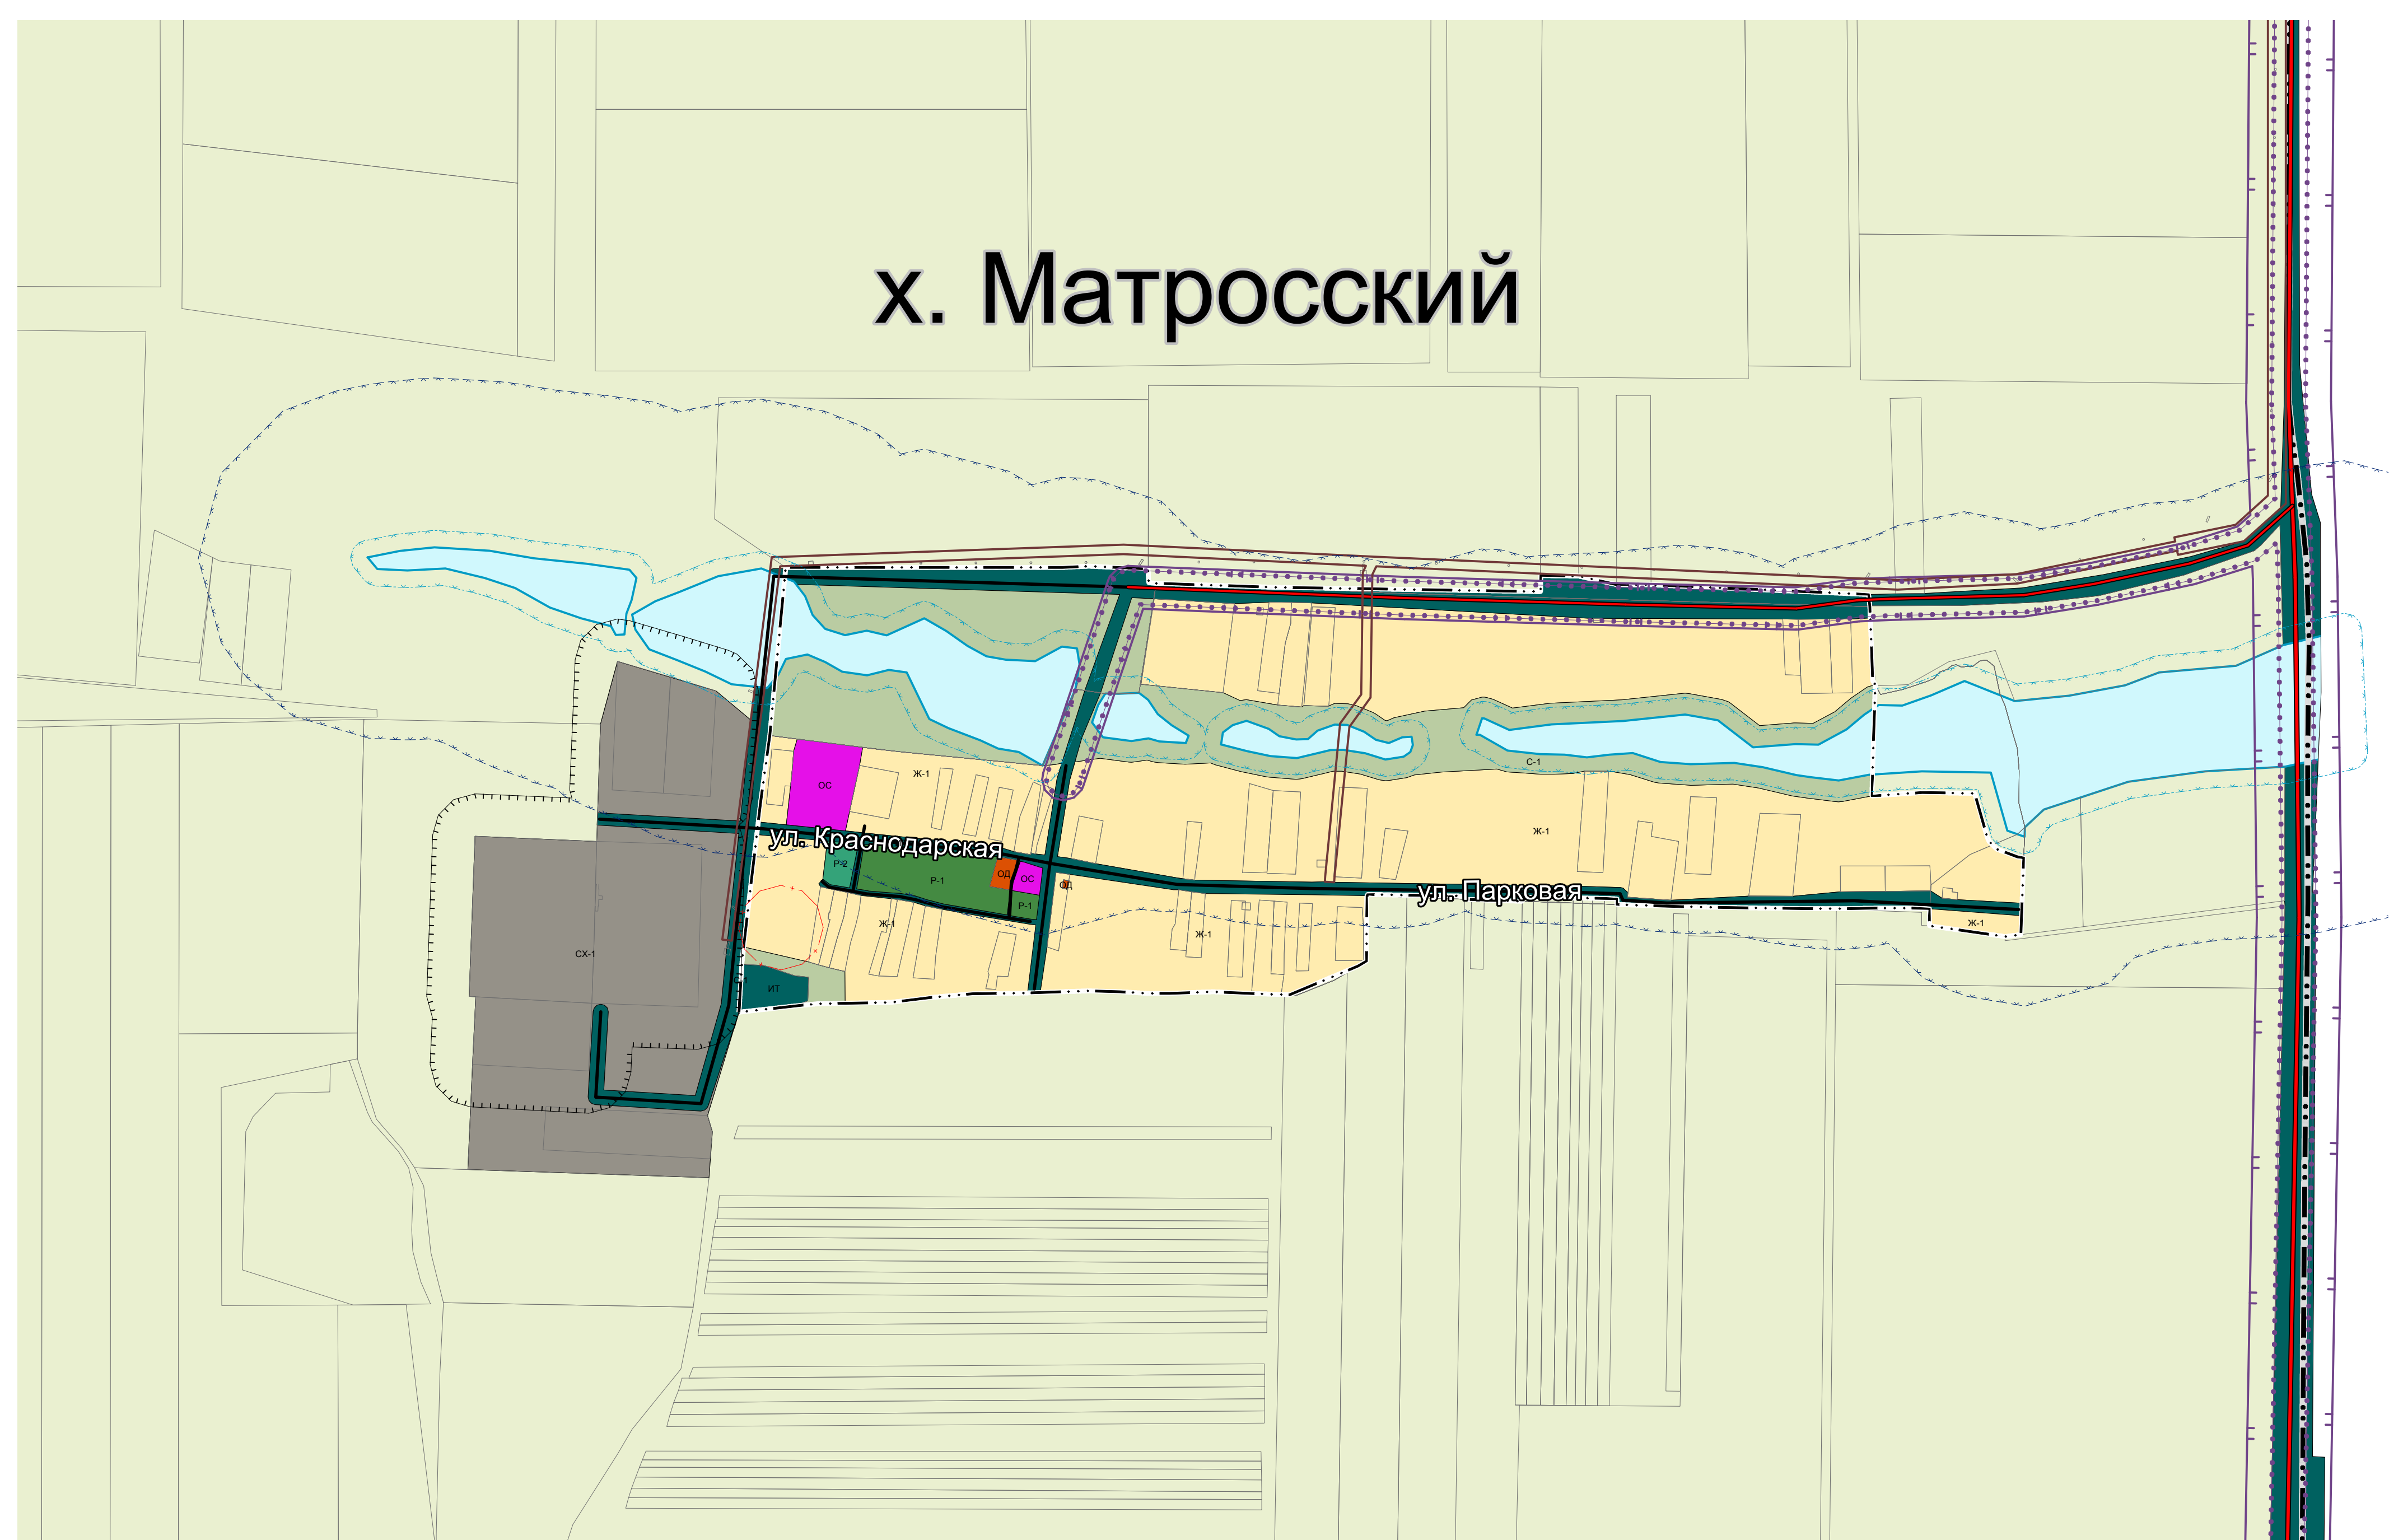 х. Матросский
С-1
Ж-1
ОС
Ж-1
ул. Краснодарская
Р-2
Р-1
ОД
ОС
ОД
Р-1
ул. Парковая
Ж-1
Ж-1
Ж-1
СХ-1
ИТ